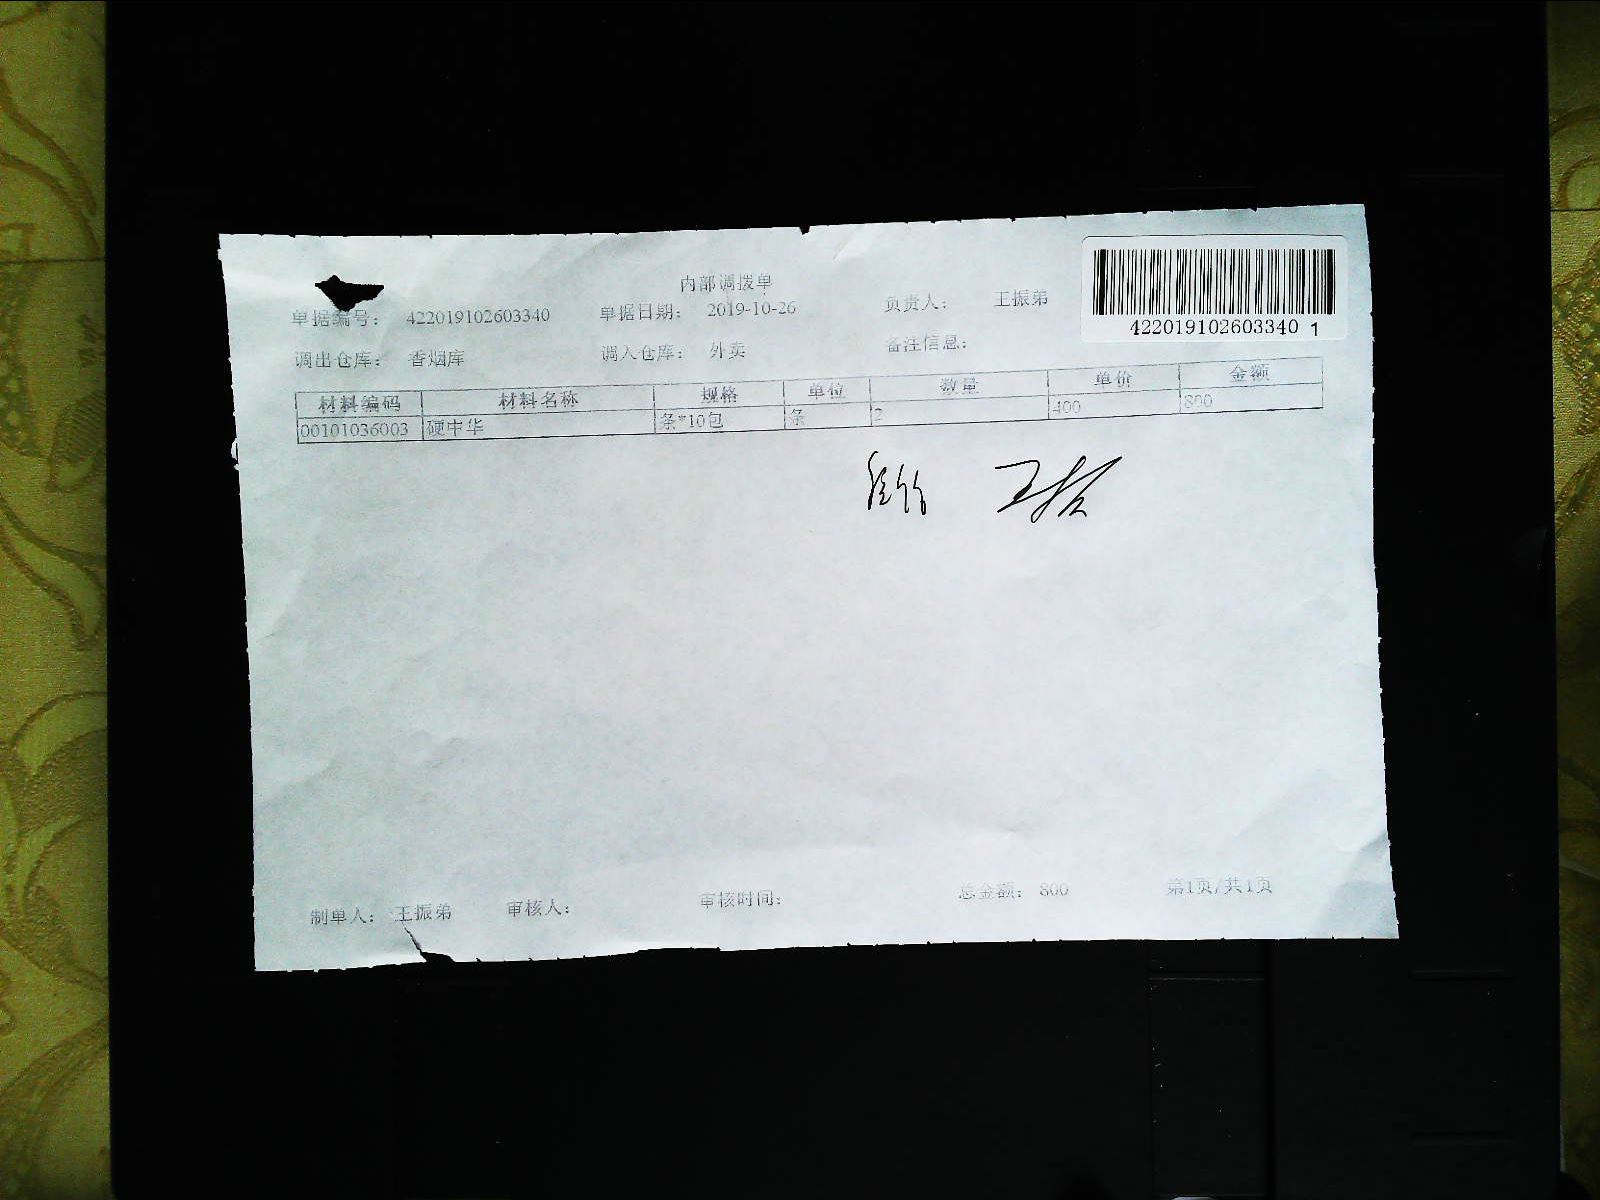 内部调拨单
单据编号： 422019102603340 单据日期： 2019-10-26 负责人： 王振弟
422019102603340 1
调出仓库： 香烟库 调入仓库： 外卖 备注信息：
材料编码 材料名称 规格 单位 数量 单价 金额
00101036003 硬中华 条*10包 条 2 400 800
制单人： 王振弟 审核人： 审核时间： 总金额： 800 第1页/共1页